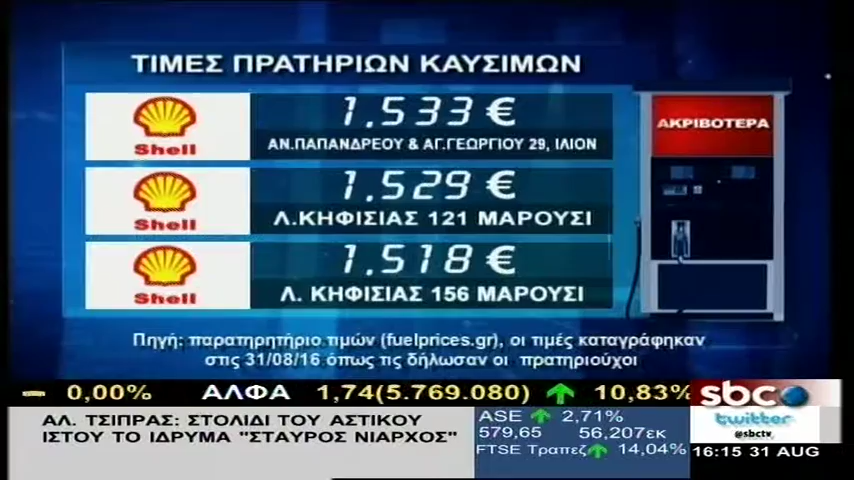 ΤΙΜΕΣ ΠΡΑΤΗΡΙΩΝ ΚΑΥΣΙΜΩΝ
Shell
1.533 €
ΑΝ.ΠΑΠΑΝΔΡΕΟΥ & ΑΓ.ΓΕΩΡΓΙΟΥ 29, ΙΛΙΟΝ
ΑΚΡΙΒΟΤΕΡΑ
Shell
1.529 €
Λ.ΚΗΦΙΣΙΑΣ 121 ΜΑΡΟΥΣΙ
Shell
1.518 €
Λ. ΚΗΦΙΣΙΑΣ 156 ΜΑΡΟΥΣΙ
Πηγή: παρατηρητήριο τιμών (fuelprices.gr), οι τιμές καταγράφηκαν
στις 31/08/16 όπως τις δήλωσαν οι πρατηριούχοι
0,00% ΑΛΦΑ 1,74(5.769.080) 10,83%
sbc
twitter
@sbctv
ΑΛ. ΤΣΙΠΡΑΣ: ΣΤΟΛΙΔΙ ΤΟΥ ΑΣΤΙΚΟΥ
ΙΣΤΟΥ ΤΟ ΙΔΡΥΜΑ "ΣΤΑΥΡΟΣ ΝΙΑΡΧΟΣ"
ASE 2,71%
579,65 56,207εκ
FTSE Τραπεζ 14,04%
16:15 31 AUG